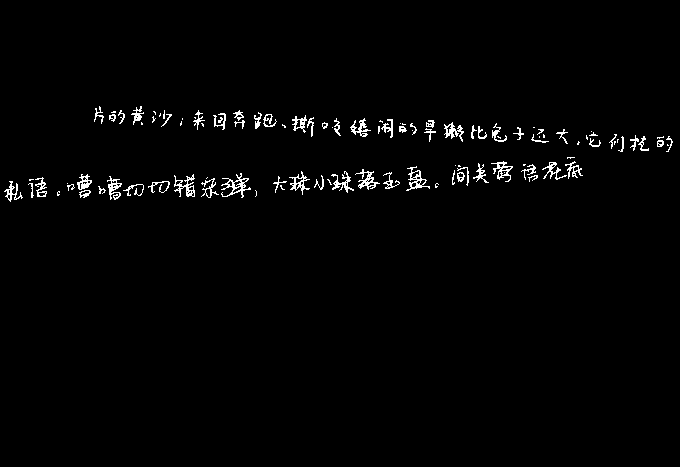 片的黄沙,来回奔跑、撕咬嬉闹的旱獭比兔子还大,它们挖的
私语。嘈嘈切切错杂弹,大珠小珠落玉盘。间关莺语花底